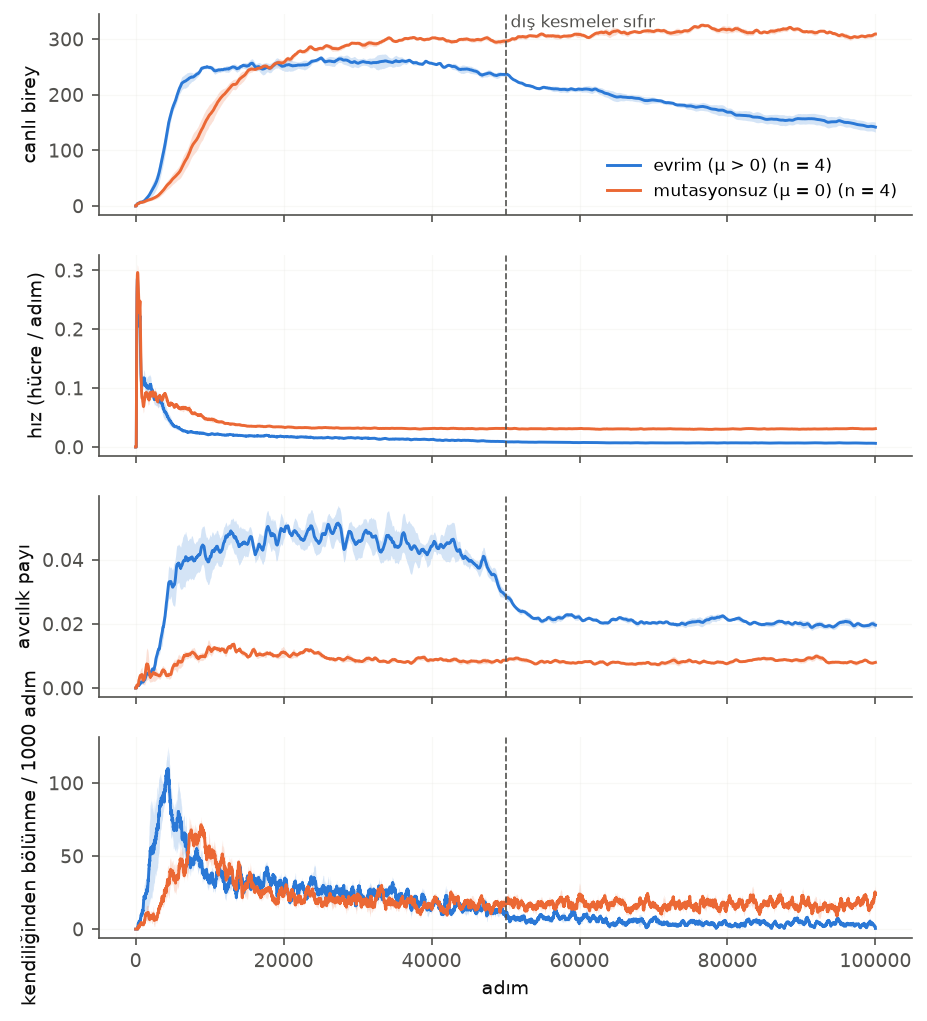 dış kesmeler sıfır
canlı birey
300
200
100
0
evrim (μ > 0) (n = 4)
mutasyonsuz (μ = 0) (n = 4)
hız (hücre / adım)
0.3
0.2
0.1
0.0
avcılık payı
0.04
0.02
0.00
kendiliğinden bölünme / 1000 adım
100
50
0
0
20000
40000
60000
80000
100000
adım